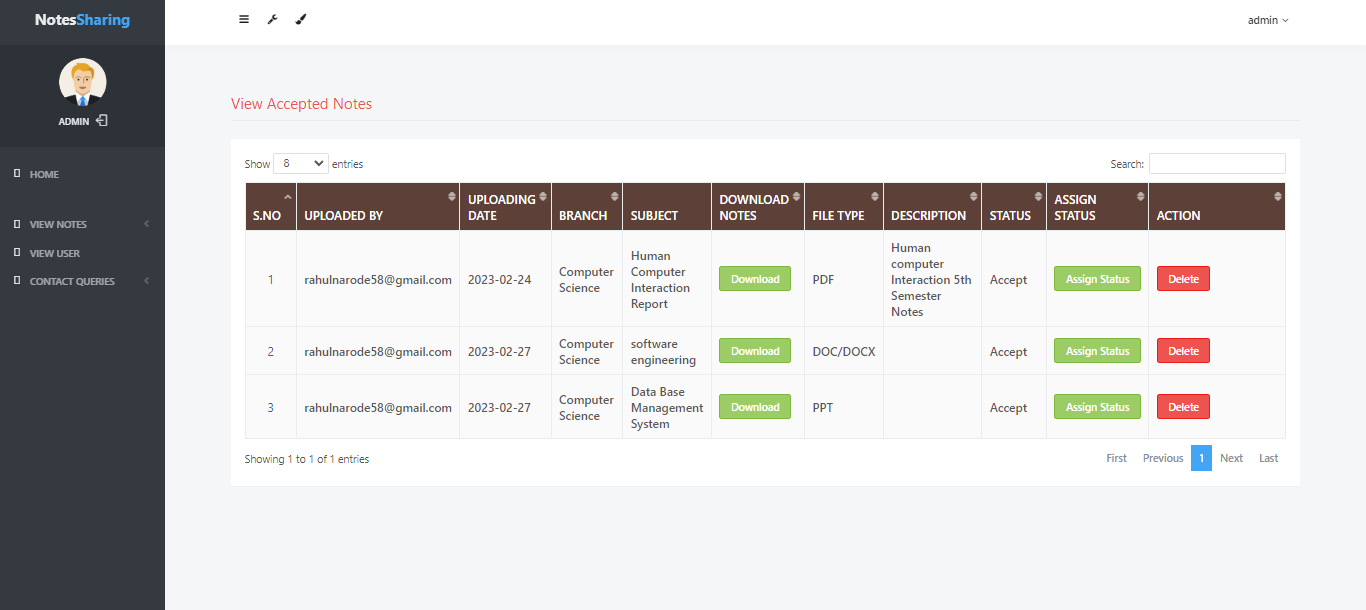 NotesSharing
admin
ADMIN
HOME
VIEW NOTES
VIEW USER
CONTACT QUERIES
View Accepted Notes
Show 8 entries
Search:
S.NO
UPLOADED BY
UPLOADING
DATE
BRANCH
SUBJECT
DOWNLOAD
NOTES
FILE TYPE
DESCRIPTION
STATUS
ASSIGN
STATUS
ACTION
1
rahulnarode58@gmail.com
2023-02-24
Computer
Science
Human
Computer
Interaction
Report
Download
PDF
Human
computer
Interaction 5th
Semester
Notes
Accept
Assign Status
Delete
2
rahulnarode58@gmail.com
2023-02-27
Computer
Science
software
engineering
Download
DOC/DOCX
Accept
Assign Status
Delete
3
rahulnarode58@gmail.com
2023-02-27
Computer
Science
Data Base
Management
System
Download
PPT
Accept
Assign Status
Delete
Showing 1 to 1 of 1 entries
First Previous 1 Next Last